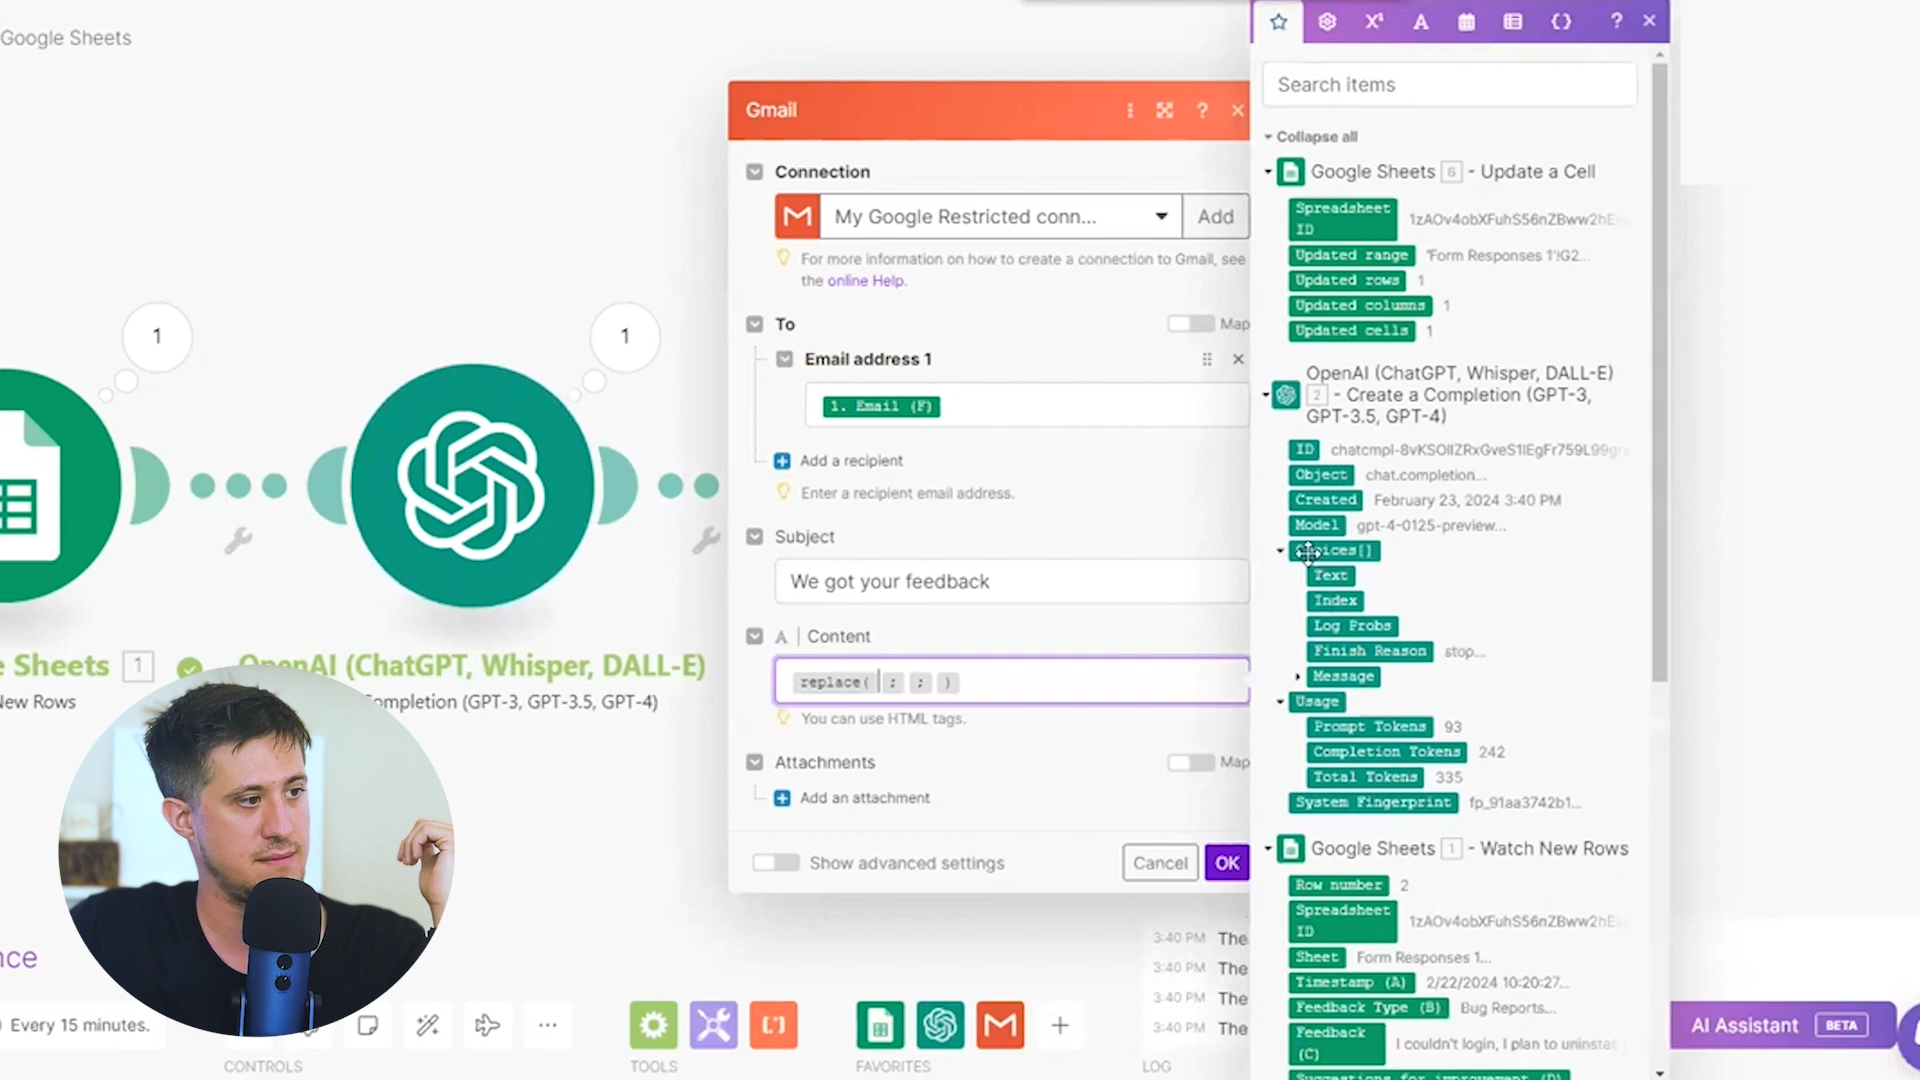 Google Sheets
1
1
e Sheets 1
New Rows
OpenAI (ChatGPT, Whisper, DALL-E)
Completion (GPT-3, GPT-3.5, GPT-4)
nce
Every 15 minutes.
CONTROLS
TOOLS
FAVORITES
LOG
Gmail
?
Connection
My Google Restricted conn...
Add
For more information on how to create a connection to Gmail, see
the online Help.
To
Map
Email address 1
1. Email (F)
Add a recipient
Enter a recipient email address.
Subject
We got your feedback
A | Content
replace( ; ; )
You can use HTML tags.
Attachments
Map
Add an attachment
Show advanced settings
Cancel
OK
3:40 PM The
3:40 PM The
3:40 PM The
3:40 PM The
?
Search items
Collapse all
Google Sheets 6 - Update a Cell
Spreadsheet
ID
Updated range 'Form Responses 1'!G2...
Updated rows 1
Updated columns 1
Updated cells 1
OpenAI (ChatGPT, Whisper, DALL-E)
2 - Create a Completion (GPT-3,
GPT-3.5, GPT-4)
ID
Object chat.completion...
Created February 23, 2024 3:40 PM
Model gpt-4-0125-preview...
Text
Index
Log Probs
Finish Reason stop...
Message
Usage
Prompt Tokens 93
Completion Tokens 242
Total Tokens 335
System Fingerprint fp_91aa3742b1...
Google Sheets 1 - Watch New Rows
Row number 2
Spreadsheet
ID
Sheet Form Responses 1...
Timestamp (A) 2/22/2024 10:20:27...
Feedback Type (B) Bug Reports...
Feedback
(C)
I couldn't login, I plan to uninstall
Suggestions for improvement (D)
AI Assistant BETA